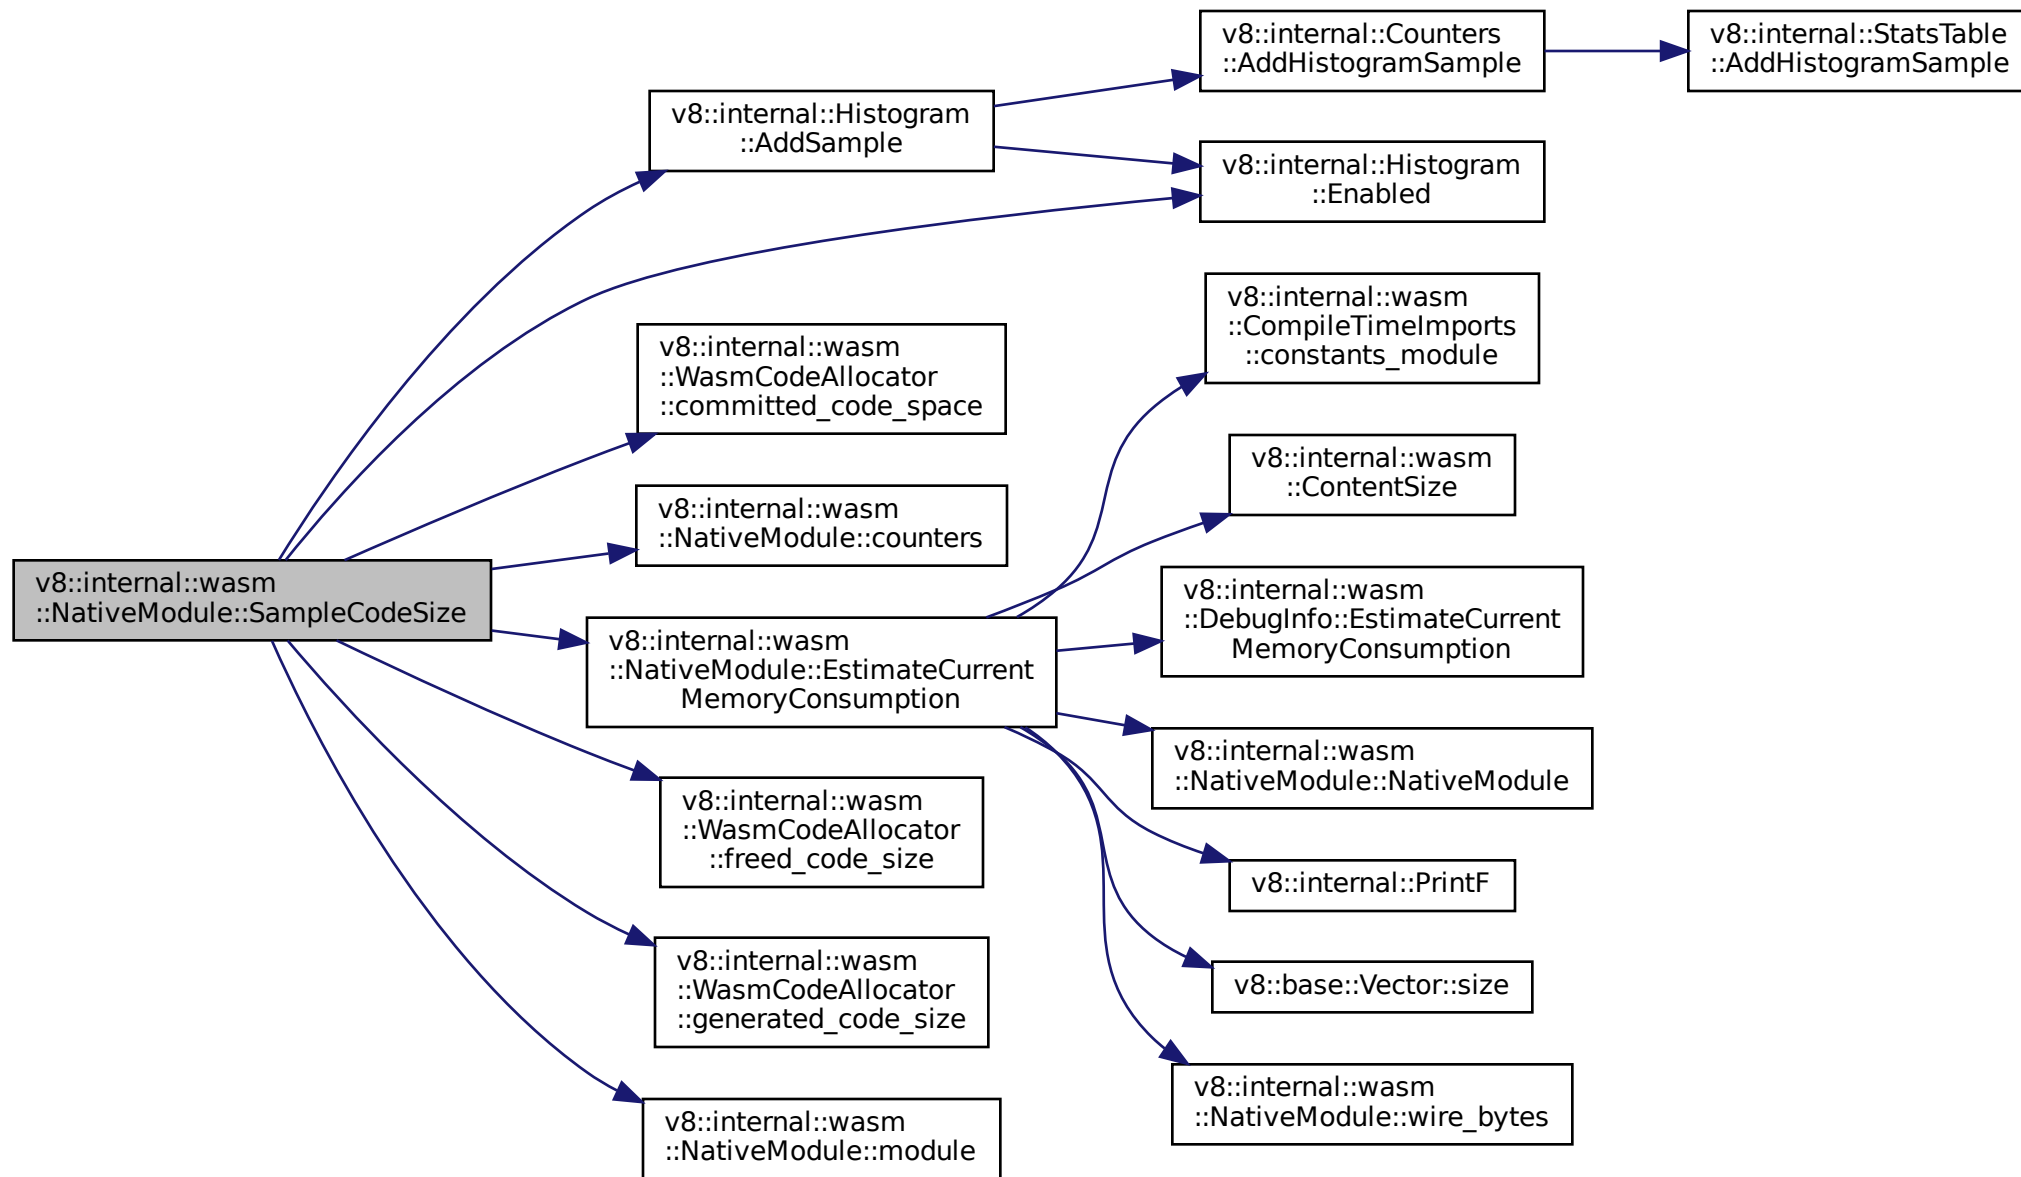 v8::internal::wasm
::NativeModule::SampleCodeSize
v8::internal::Histogram
::AddSample
v8::internal::Counters
::AddHistogramSample
v8::internal::StatsTable
::AddHistogramSample
v8::internal::Histogram
::Enabled
v8::internal::wasm
::WasmCodeAllocator
::committed_code_space
v8::internal::wasm
::NativeModule::counters
v8::internal::wasm
::NativeModule::EstimateCurrent
MemoryConsumption
v8::internal::wasm
::CompileTimeImports
::constants_module
v8::internal::wasm
::ContentSize
v8::internal::wasm
::DebugInfo::EstimateCurrent
MemoryConsumption
v8::internal::wasm
::NativeModule::NativeModule
v8::internal::PrintF
v8::base::Vector::size
v8::internal::wasm
::NativeModule::wire_bytes
v8::internal::wasm
::WasmCodeAllocator
::freed_code_size
v8::internal::wasm
::WasmCodeAllocator
::generated_code_size
v8::internal::wasm
::NativeModule::module